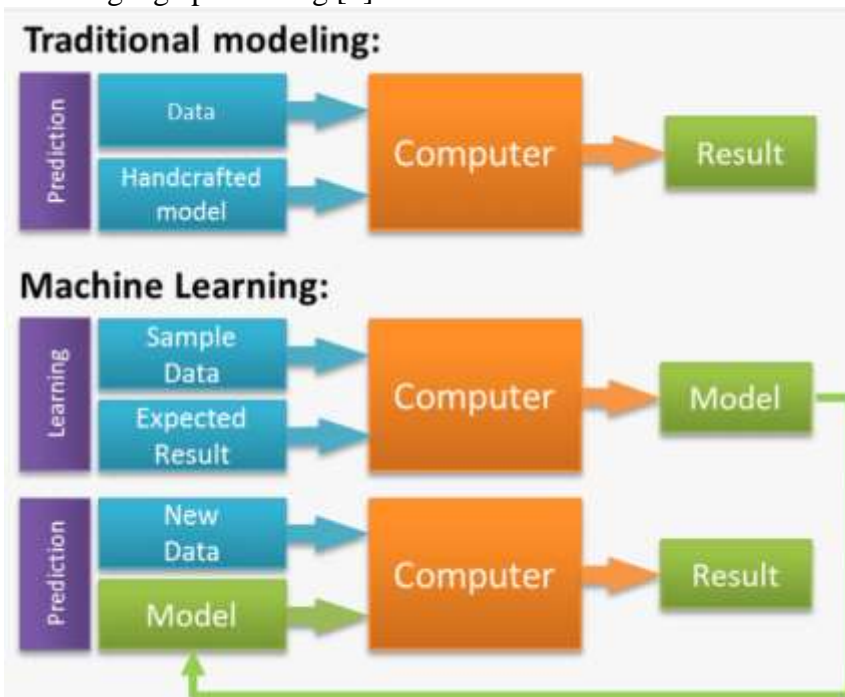 Traditional modeling:
Prediction
Data
Handcrafted
model
Computer
Result
Machine Learning:
Learning
Sample
Data
Expected
Result
Computer
Model
Prediction
New
Data
Model
Computer
Result